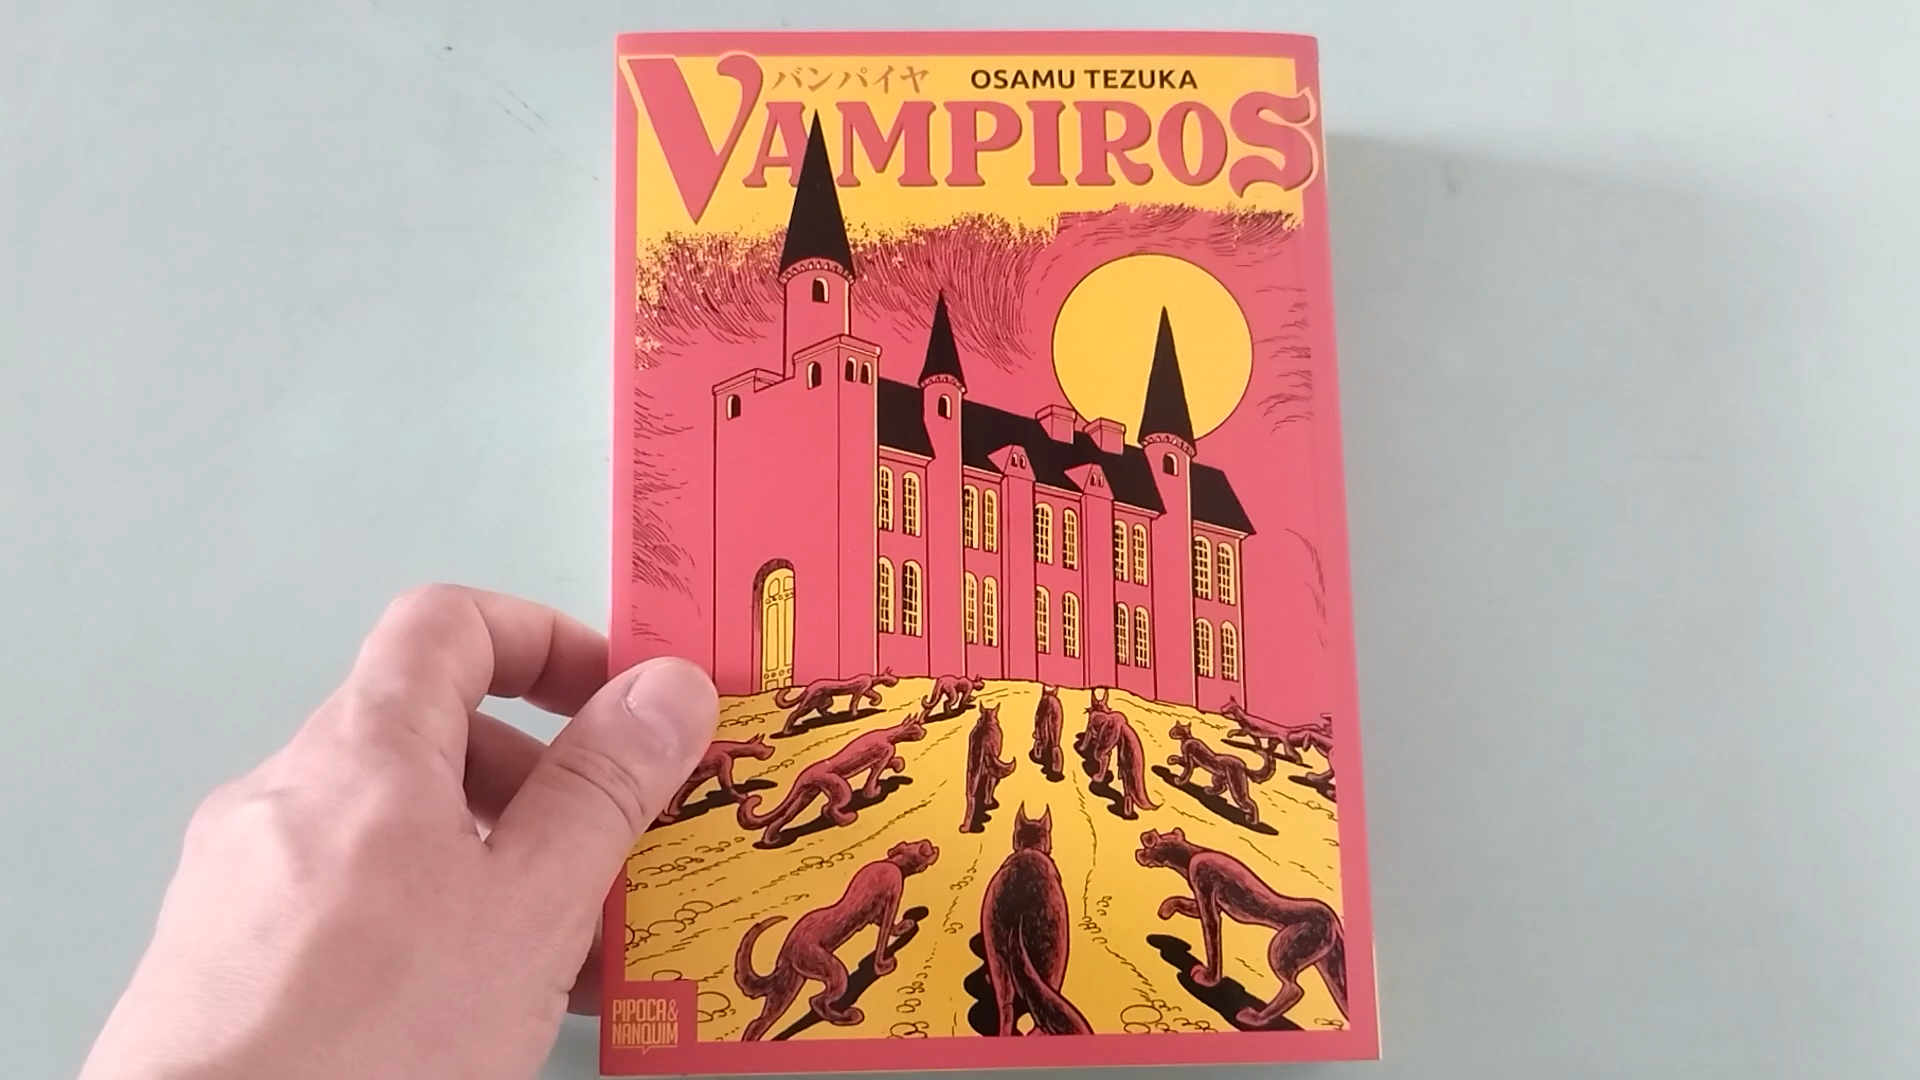 バンパイヤ
OSAMU TEZUKA
VAMPIROS
PIPOCA &
NANQUIM